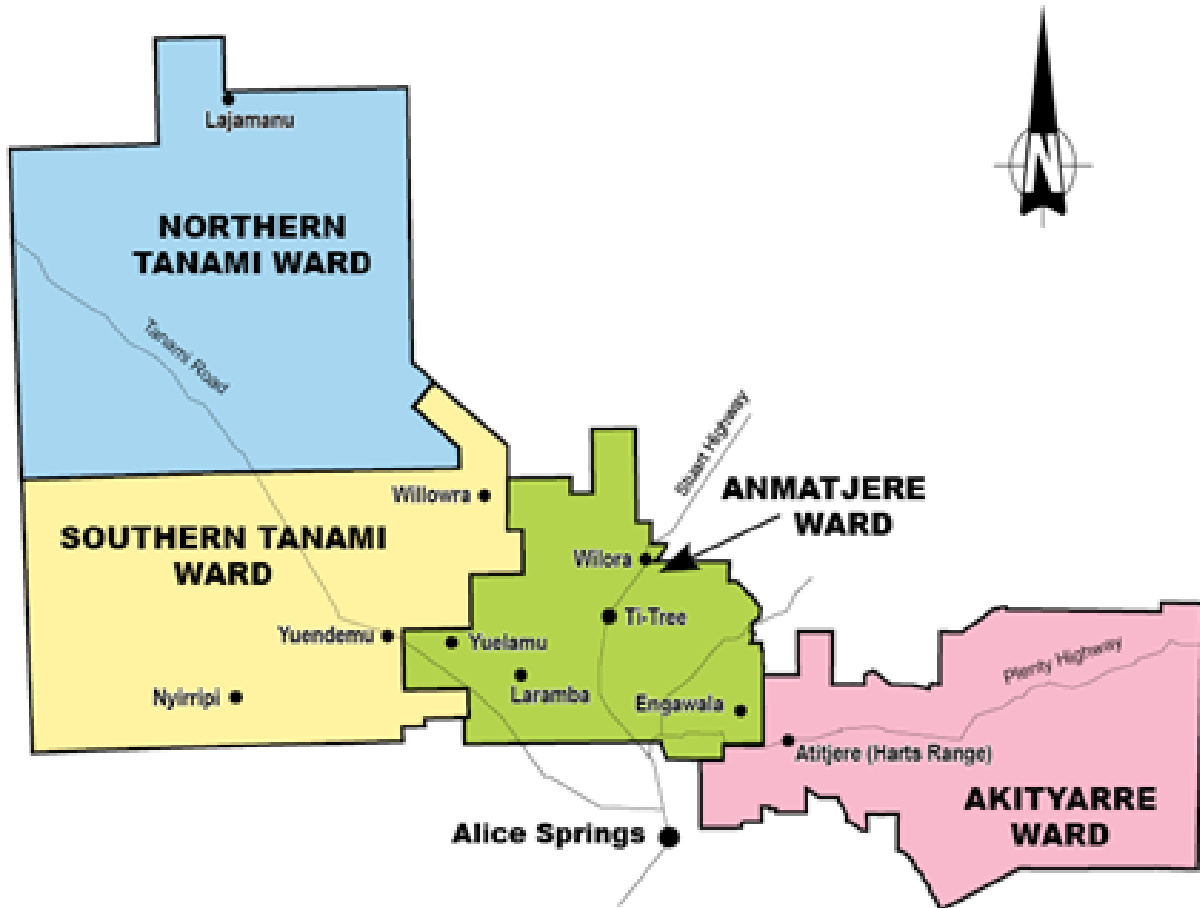 N
Lajamanu
NORTHERN
TANAMI WARD
Tanami Road
Stuart Highway
Willowra
ANMATJERE
WARD
SOUTHERN TANAMI
WARD
Wilora
Ti-Tree
Yuendemu
Yuelamu
Plenty Highway
Nyirripi
Laramba
Engawala
Atitjere (Harts Range)
AKITYARRE
WARD
Alice Springs